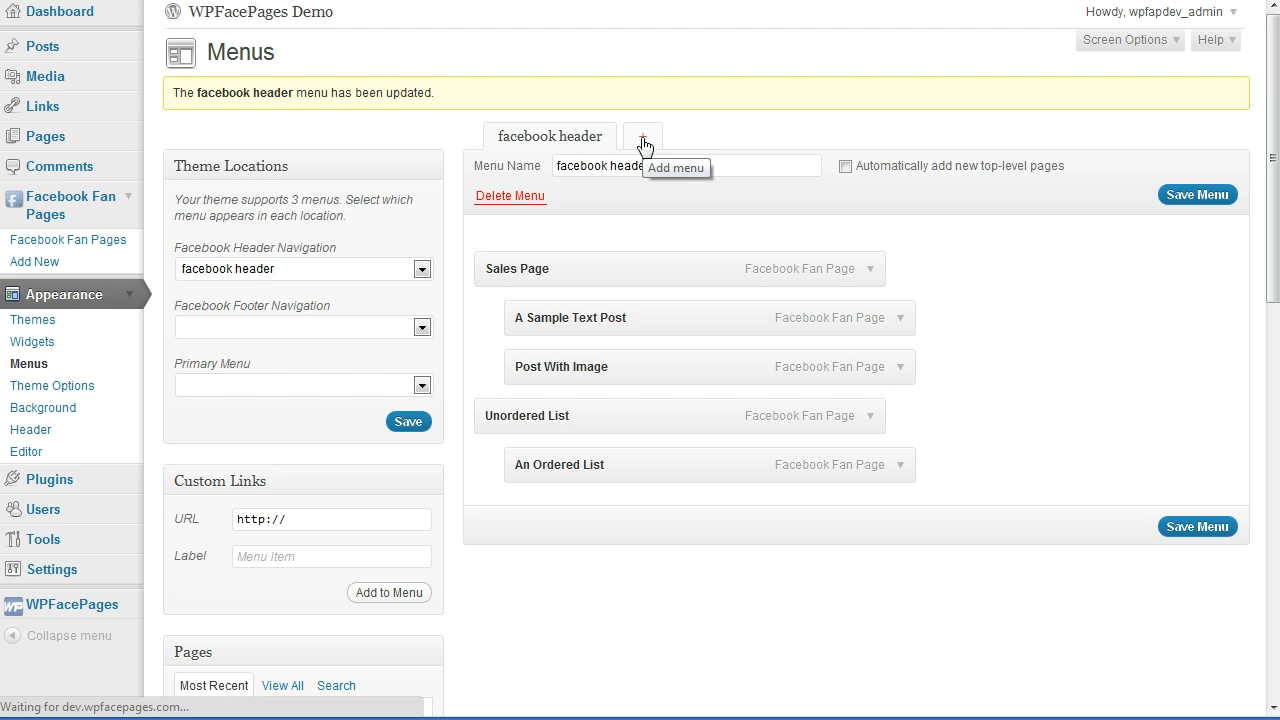 Dashboard
Posts
Media
Links
Pages
Comments
Facebook Fan
Pages
Facebook Fan Pages
Add New
Appearance
Themes
Widgets
Menus
Theme Options
Background
Header
Editor
Plugins
Users
Tools
Settings
WPFacePages
Collapse menu
Waiting for dev.wpfacepages.com...
WPFacePages Demo
Howdy, wpfapdev_admin
Menus
Screen Options
Help
The facebook header menu has been updated.
Theme Locations
Your theme supports 3 menus. Select which
menu appears in each location.
Facebook Header Navigation
facebook header
Facebook Footer Navigation
Primary Menu
Save
Custom Links
URL http://
Label Menu Item
Add to Menu
Pages
Most Recent View All Search
facebook header +
Add menu
Menu Name facebook heade
Automatically add new top-level pages
Delete Menu
Save Menu
Sales Page Facebook Fan Page
A Sample Text Post Facebook Fan Page
Post With Image Facebook Fan Page
Unordered List Facebook Fan Page
An Ordered List Facebook Fan Page
Save Menu